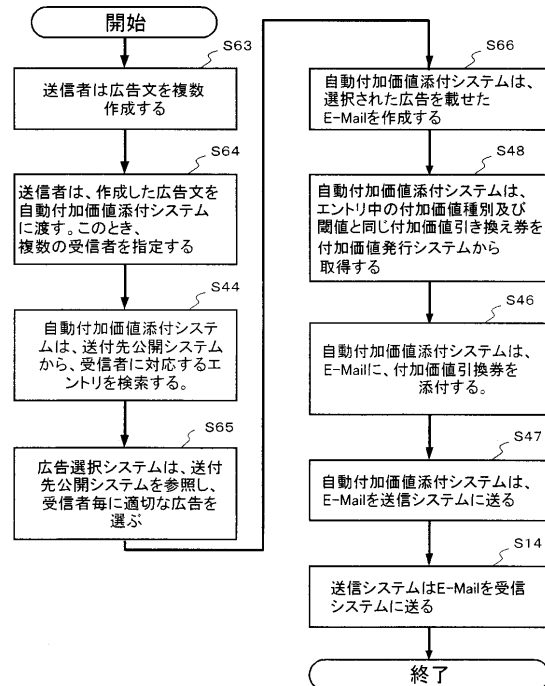 開始
S63
送信者は広告文を複数
作成する
S64
送信者は、作成した広告文を
自動付加価値添付システム
に渡す。このとき、
複数の受信者を指定する
S44
自動付加価値添付システ
ムは、送付先公開システム
から、受信者に対応するエ
ントリを検索する。
S65
広告選択システムは、送付
先公開システムを参照し、
受信者毎に適切な広告を
選ぶ
S66
自動付加価値添付システムは、
選択された広告を載せた
E-Mailを作成する
S48
自動付加価値添付システムは、
エントリ中の付加価値種別及び
閾値と同じ付加価値引き換え券を
付加価値発行システムから
取得する
S46
自動付加価値添付システムは、
E-Mailに、付加価値引換券を
添付する。
S47
自動付加価値添付システムは、
E-Mailを送信システムに送る
S14
送信システムはE-Mailを受信
システムに送る
終了